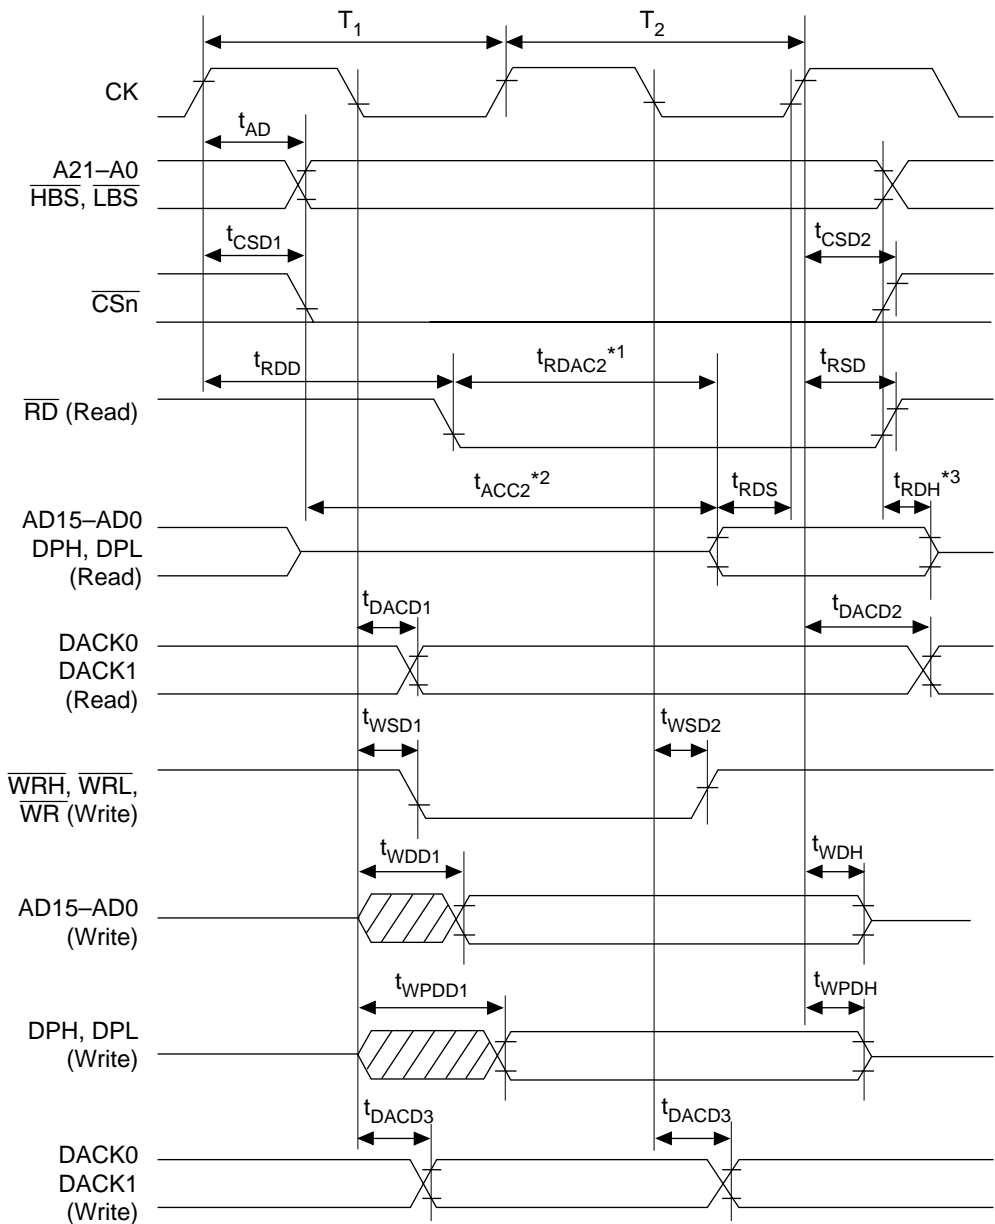 T1 T2
CK
tAD
A21–A0
HBS, LBS
tCSD1 tCSD2
CSn
tRDD tRDAC2*1 tRSD
RD (Read)
tACC2*2 tRDS tRDH*3
AD15–AD0
DPH, DPL
(Read)
tDACD1 tDACD2
DACK0
DACK1
(Read)
tWSD1 tWSD2
WRH, WRL,
WR (Write)
tWDD1 tWDH
AD15–AD0
(Write)
tWPDD1 tWPDH
DPH, DPL
(Write)
tDACD3 tDACD3
DACK0
DACK1
(Write)